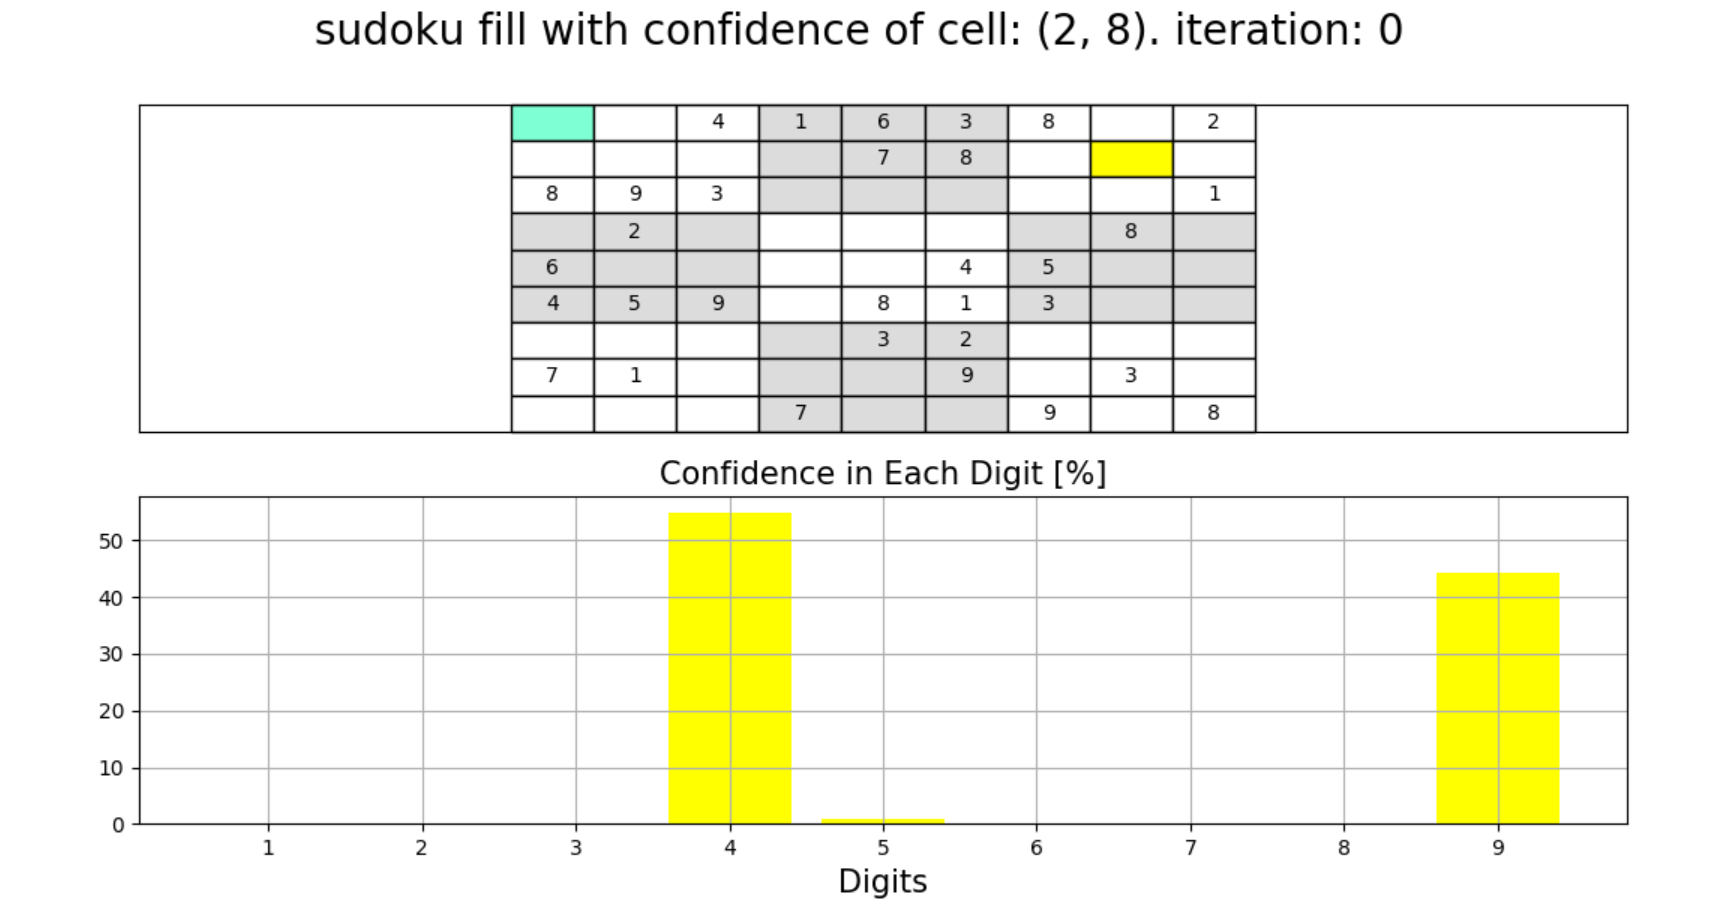 sudoku fill with confidence of cell: (2, 8). iteration: 0
4 1 6 3 8 2
7 8
8 9 3 1
2 8
6 4 5
4 5 9 8 1 3
3 2
7 1 9 3
7 9 8
Confidence in Each Digit [%]
50
40
30
20
10
0
1 2 3 4 5 6 7 8 9
Digits